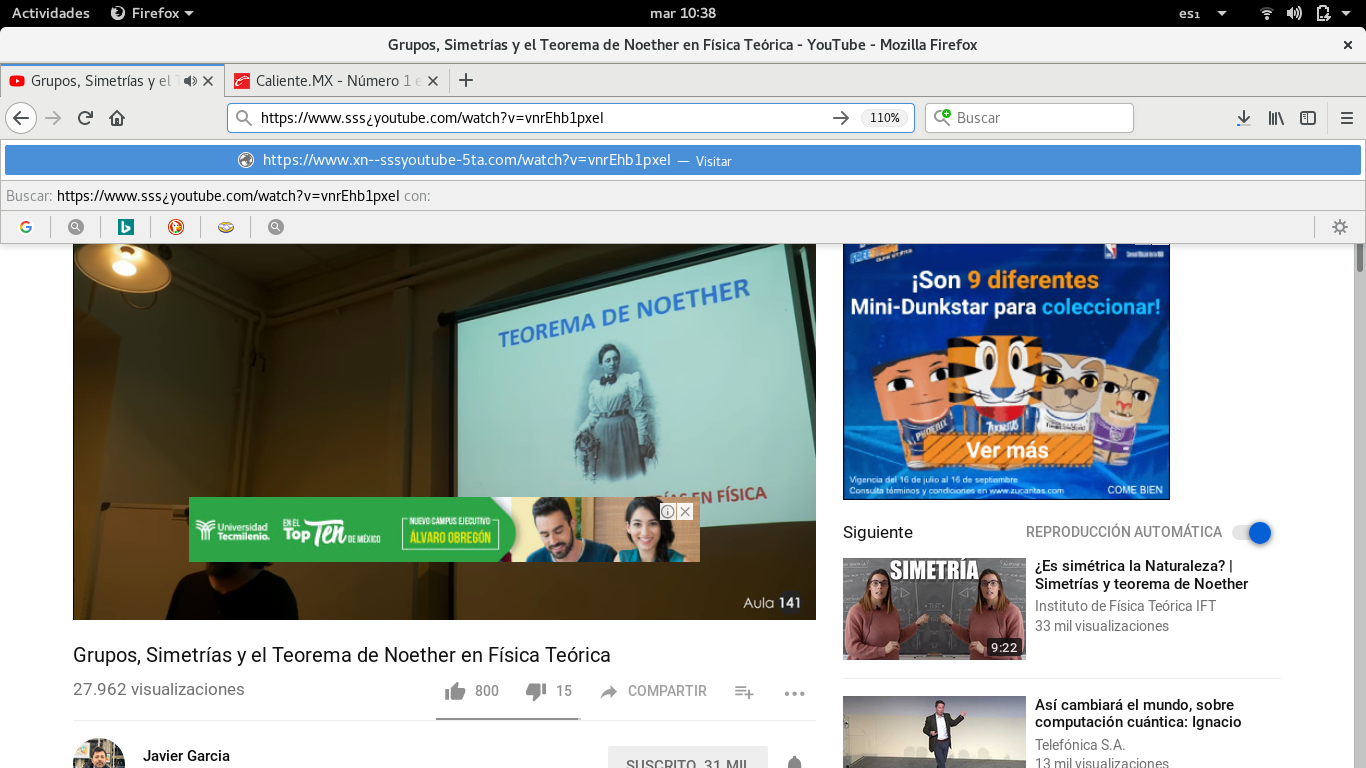 Actividades Firefox mar 10:38 es₁
Grupos, Simetrías y el Teorema de Noether en Física Teórica - YouTube - Mozilla Firefox
Grupos, Simetrías y el T Caliente.MX - Número 1 e
https://www.sss¿youtube.com/watch?v=vnrEhb1pxeI 110% Buscar
https://www.xn--sssyoutube-5ta.com/watch?v=vnrEhb1pxeI — Visitar
Buscar: https://www.sss¿youtube.com/watch?v=vnrEhb1pxeI con:
TEOREMA DE NOETHER
EN FÍSICA
Universidad
Tecmilenio.
EN EL
Top Ten
DE MÉXICO
NUEVO CAMPUS EJECUTIVO
ÁLVARO OBREGÓN
Aula 141
¡Son 9 diferentes
Mini-Dunkstar para coleccionar!
PHOENIX
Ver más
Vigencia del 16 de julio al 16 de septiembre
Consulta términos y condiciones en www.zucaritas.com
COME BIEN
Grupos, Simetrías y el Teorema de Noether en Física Teórica
27.962 visualizaciones
800 15 COMPARTIR
Javier Garcia
SUSCRITO 31 MIL
Siguiente REPRODUCCIÓN AUTOMÁTICA
SIMETRÍA
9:22
¿Es simétrica la Naturaleza? |
Simetrías y teorema de Noether
Instituto de Física Teórica IFT
33 mil visualizaciones
Así cambiará el mundo, sobre
computación cuántica: Ignacio
Telefónica S.A.
13 mil visualizaciones